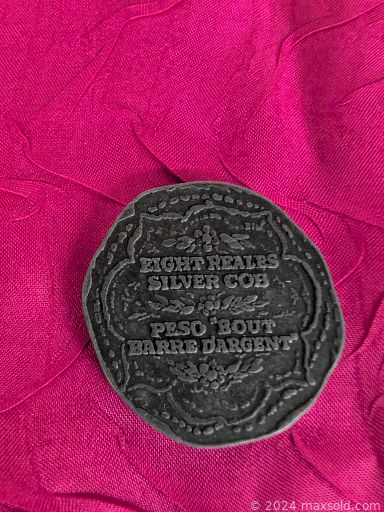 EIGHT REALES
SILVER COB
PESO "BOUT
BARRE D'ARGENT"
© 2024 maxsold.com